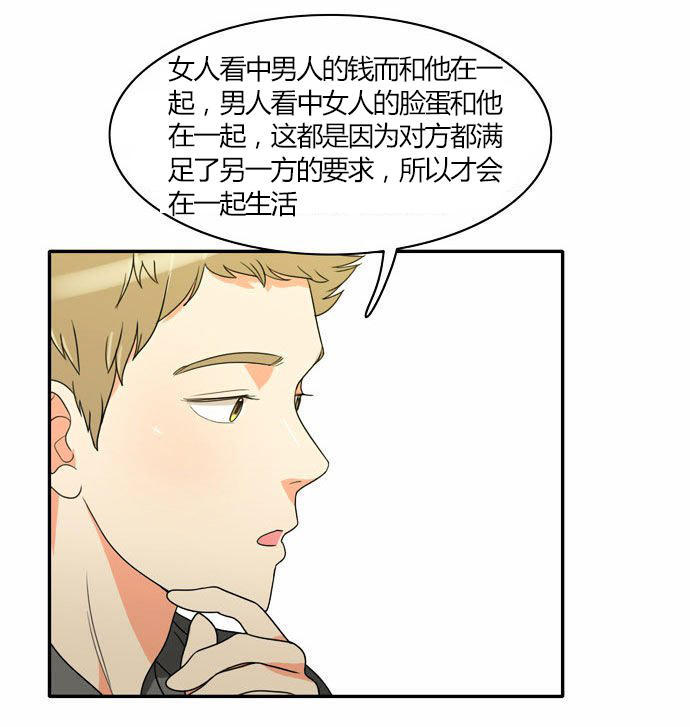 女人看中男人的钱而和他在一
起，男人看中女人的脸蛋和他
在一起，这都是因为对方都满
足了另一方的要求，所以才会
在一起生活